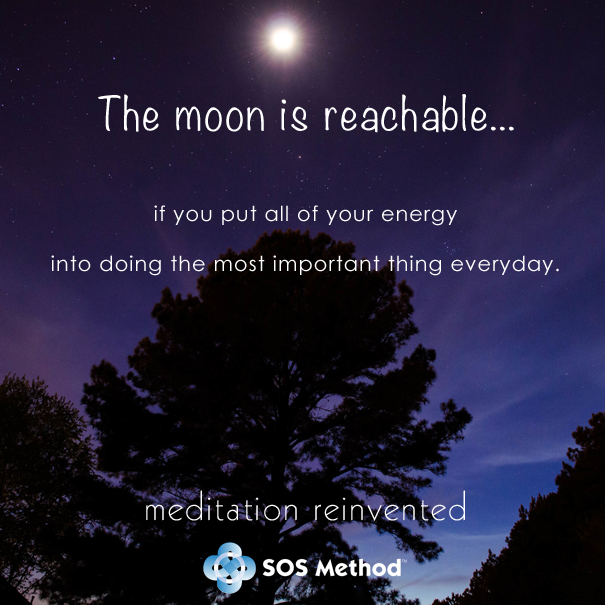 The moon is reachable...
if you put all of your energy
into doing the most important thing everyday.
meditation reinvented
SOS Method™